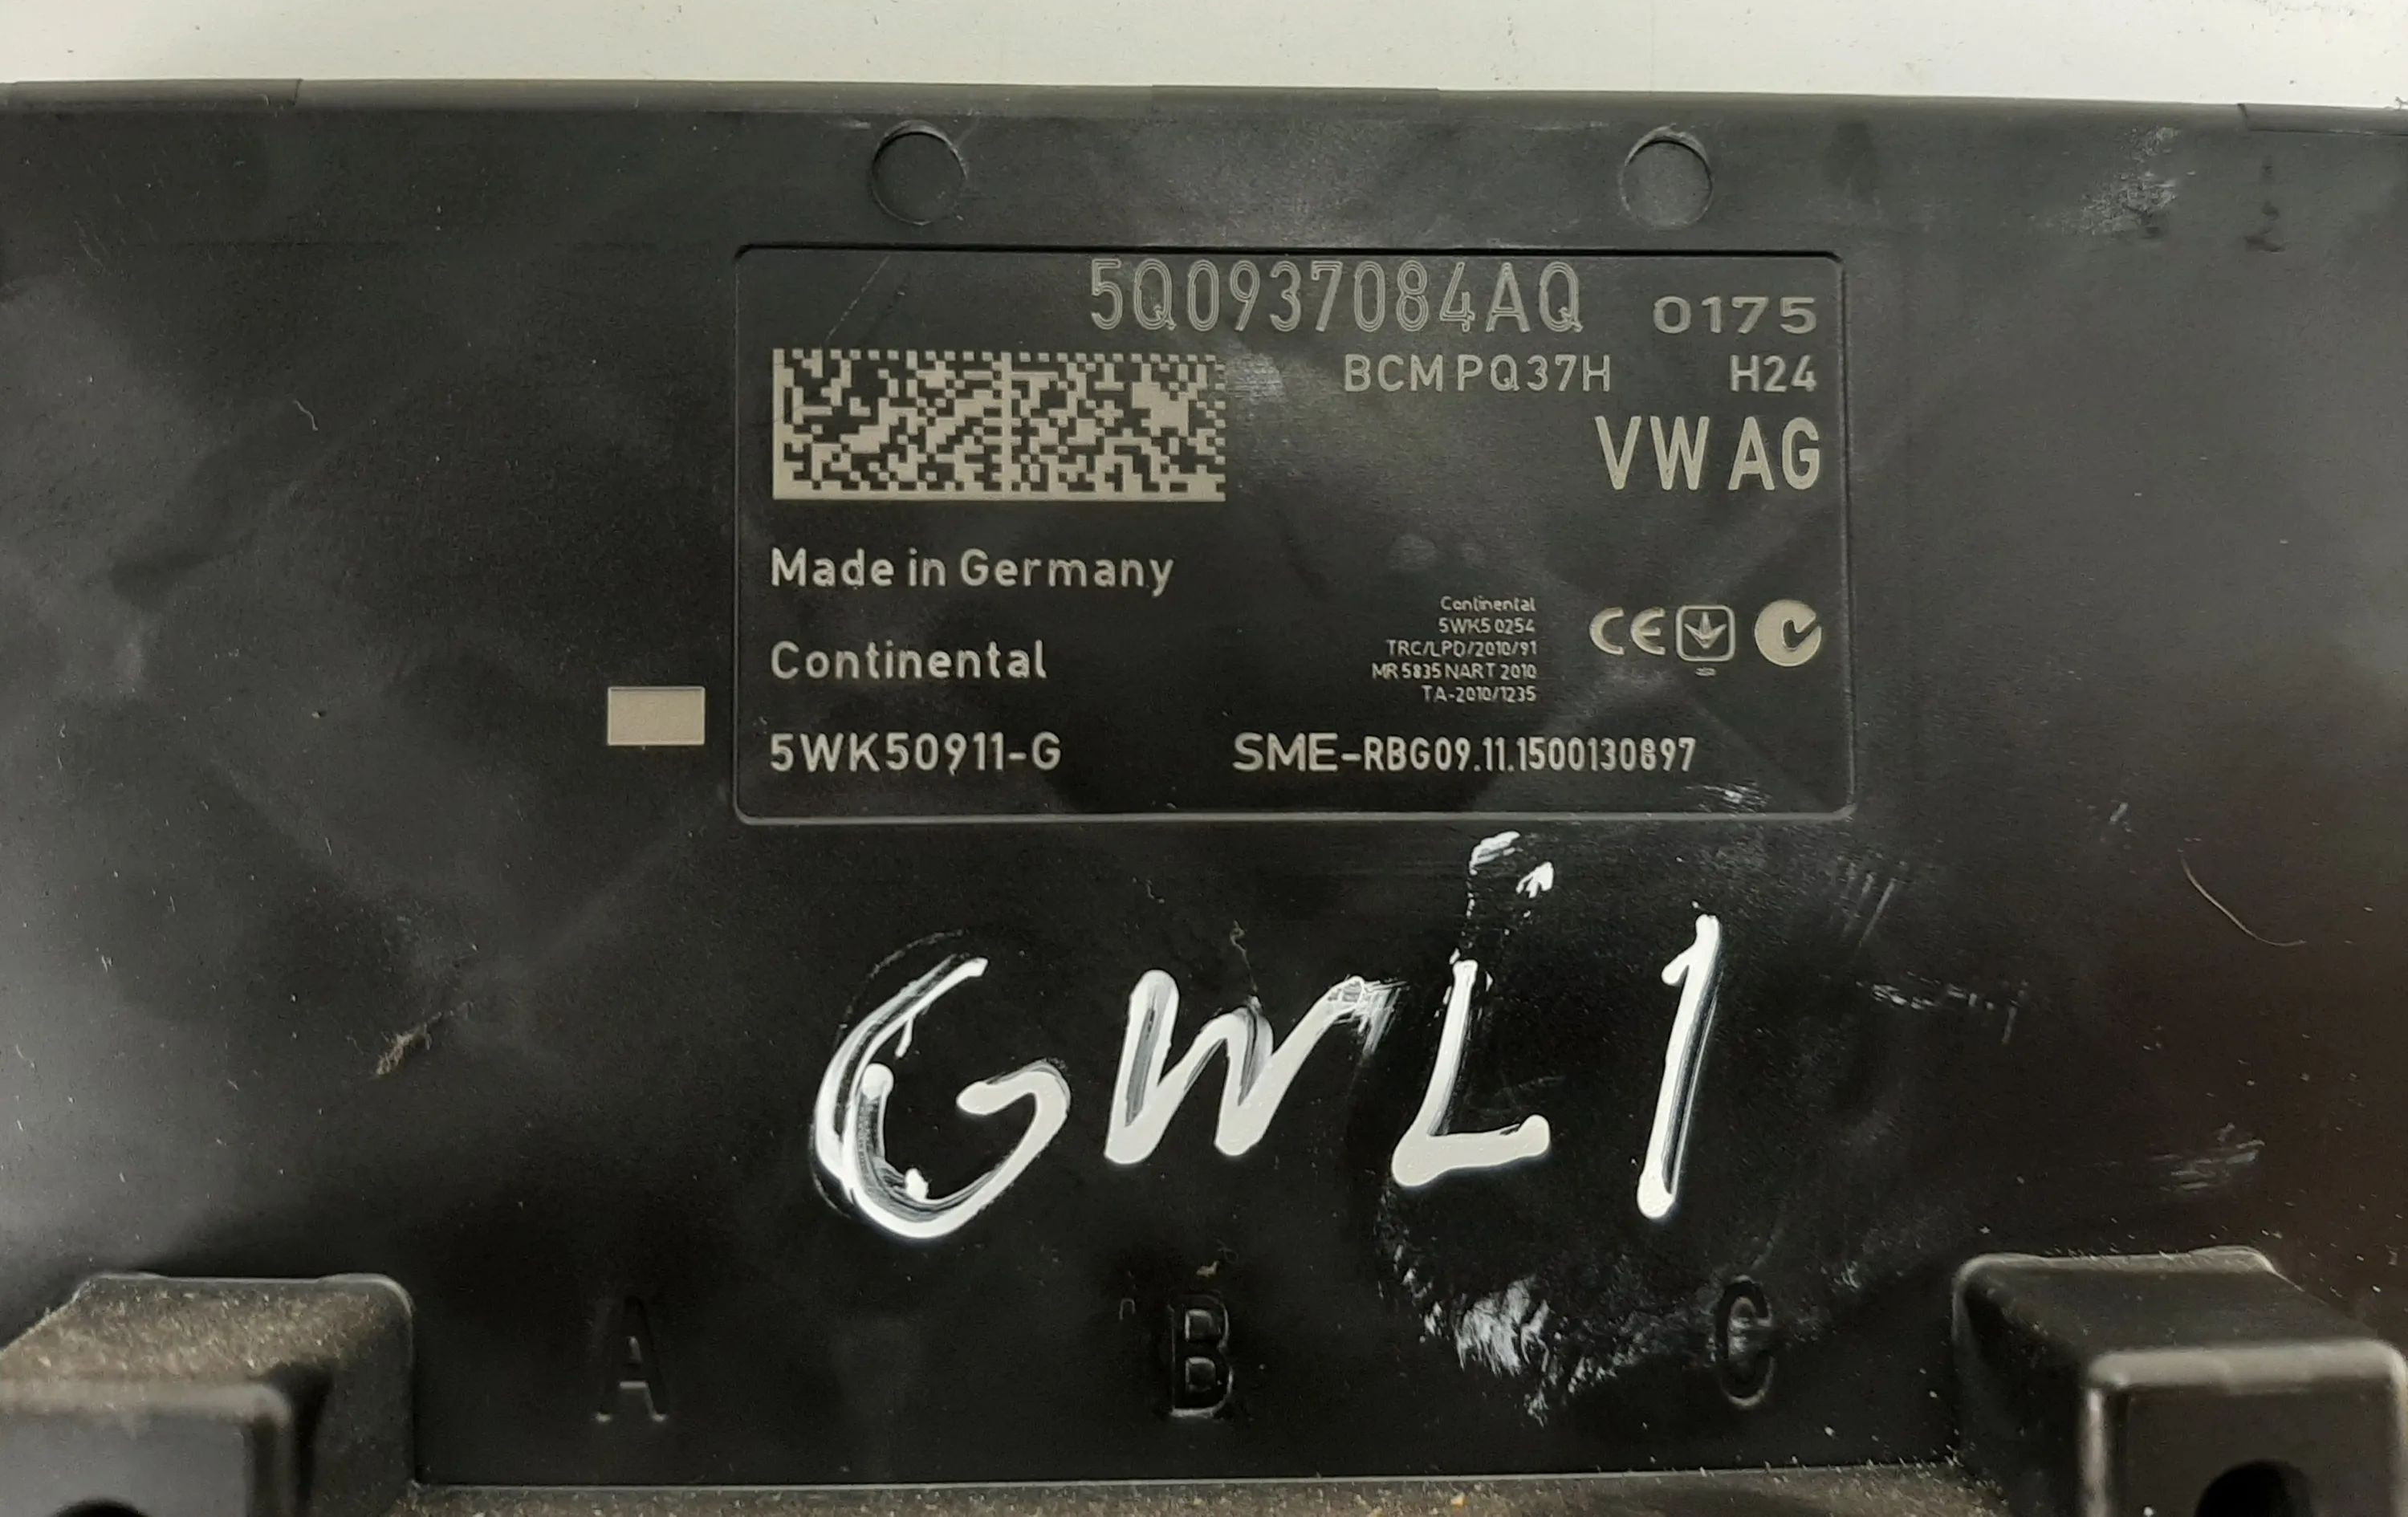 5Q0937084AQ 0175
BCM PQ37H H24
VW AG
Made in Germany
Continental
5WK50254
TRC/LPD/2010/91
MR 5835 NART 2010
TA-2010/1235
CE
Continental
5WK50911-G SME-RBG09.11.1500130897
GWL1
A B C